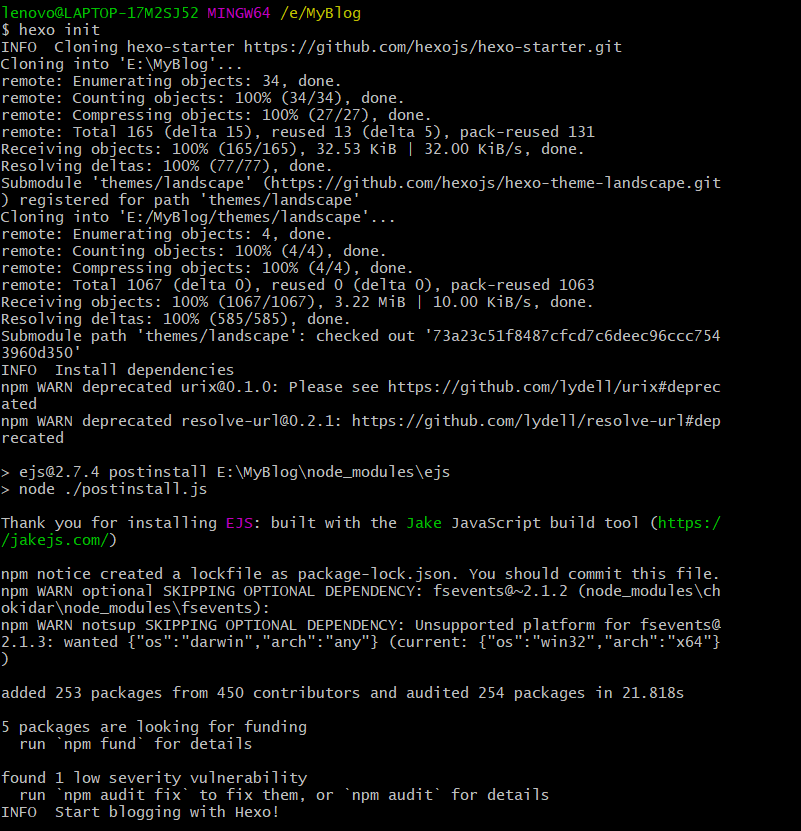 lenovo@LAPTOP-17M2SJ52 MINGW64 /e/MyBlog
$ hexo init
INFO  Cloning hexo-starter https://github.com/hexojs/hexo-starter.git
Cloning into 'E:\MyBlog'...
remote: Enumerating objects: 34, done.
remote: Counting objects: 100% (34/34), done.
remote: Compressing objects: 100% (27/27), done.
remote: Total 165 (delta 15), reused 13 (delta 5), pack-reused 131
Receiving objects: 100% (165/165), 32.53 KiB | 32.00 KiB/s, done.
Resolving deltas: 100% (77/77), done.
Submodule 'themes/landscape' (https://github.com/hexojs/hexo-theme-landscape.git
) registered for path 'themes/landscape'
Cloning into 'E:/MyBlog/themes/landscape'...
remote: Enumerating objects: 4, done.
remote: Counting objects: 100% (4/4), done.
remote: Compressing objects: 100% (4/4), done.
remote: Total 1067 (delta 0), reused 0 (delta 0), pack-reused 1063
Receiving objects: 100% (1067/1067), 3.22 MiB | 10.00 KiB/s, done.
Resolving deltas: 100% (585/585), done.
Submodule path 'themes/landscape': checked out '73a23c51f8487cfcd7c6deec96ccc754
3960d350'
INFO  Install dependencies
npm WARN deprecated urix@0.1.0: Please see https://github.com/lydell/urix#deprec
ated
npm WARN deprecated resolve-url@0.2.1: https://github.com/lydell/resolve-url#dep
recated

> ejs@2.7.4 postinstall E:\MyBlog\node_modules\ejs
> node ./postinstall.js

Thank you for installing EJS: built with the Jake JavaScript build tool (https:/
/jakejs.com/)

npm notice created a lockfile as package-lock.json. You should commit this file.
npm WARN optional SKIPPING OPTIONAL DEPENDENCY: fsevents@~2.1.2 (node_modules\ch
okidar\node_modules\fsevents):
npm WARN notsup SKIPPING OPTIONAL DEPENDENCY: Unsupported platform for fsevents@
2.1.3: wanted {"os":"darwin","arch":"any"} (current: {"os":"win32","arch":"x64"}
)

added 253 packages from 450 contributors and audited 254 packages in 21.818s

5 packages are looking for funding
  run `npm fund` for details

found 1 low severity vulnerability
  run `npm audit fix` to fix them, or `npm audit` for details
INFO  Start blogging with Hexo!